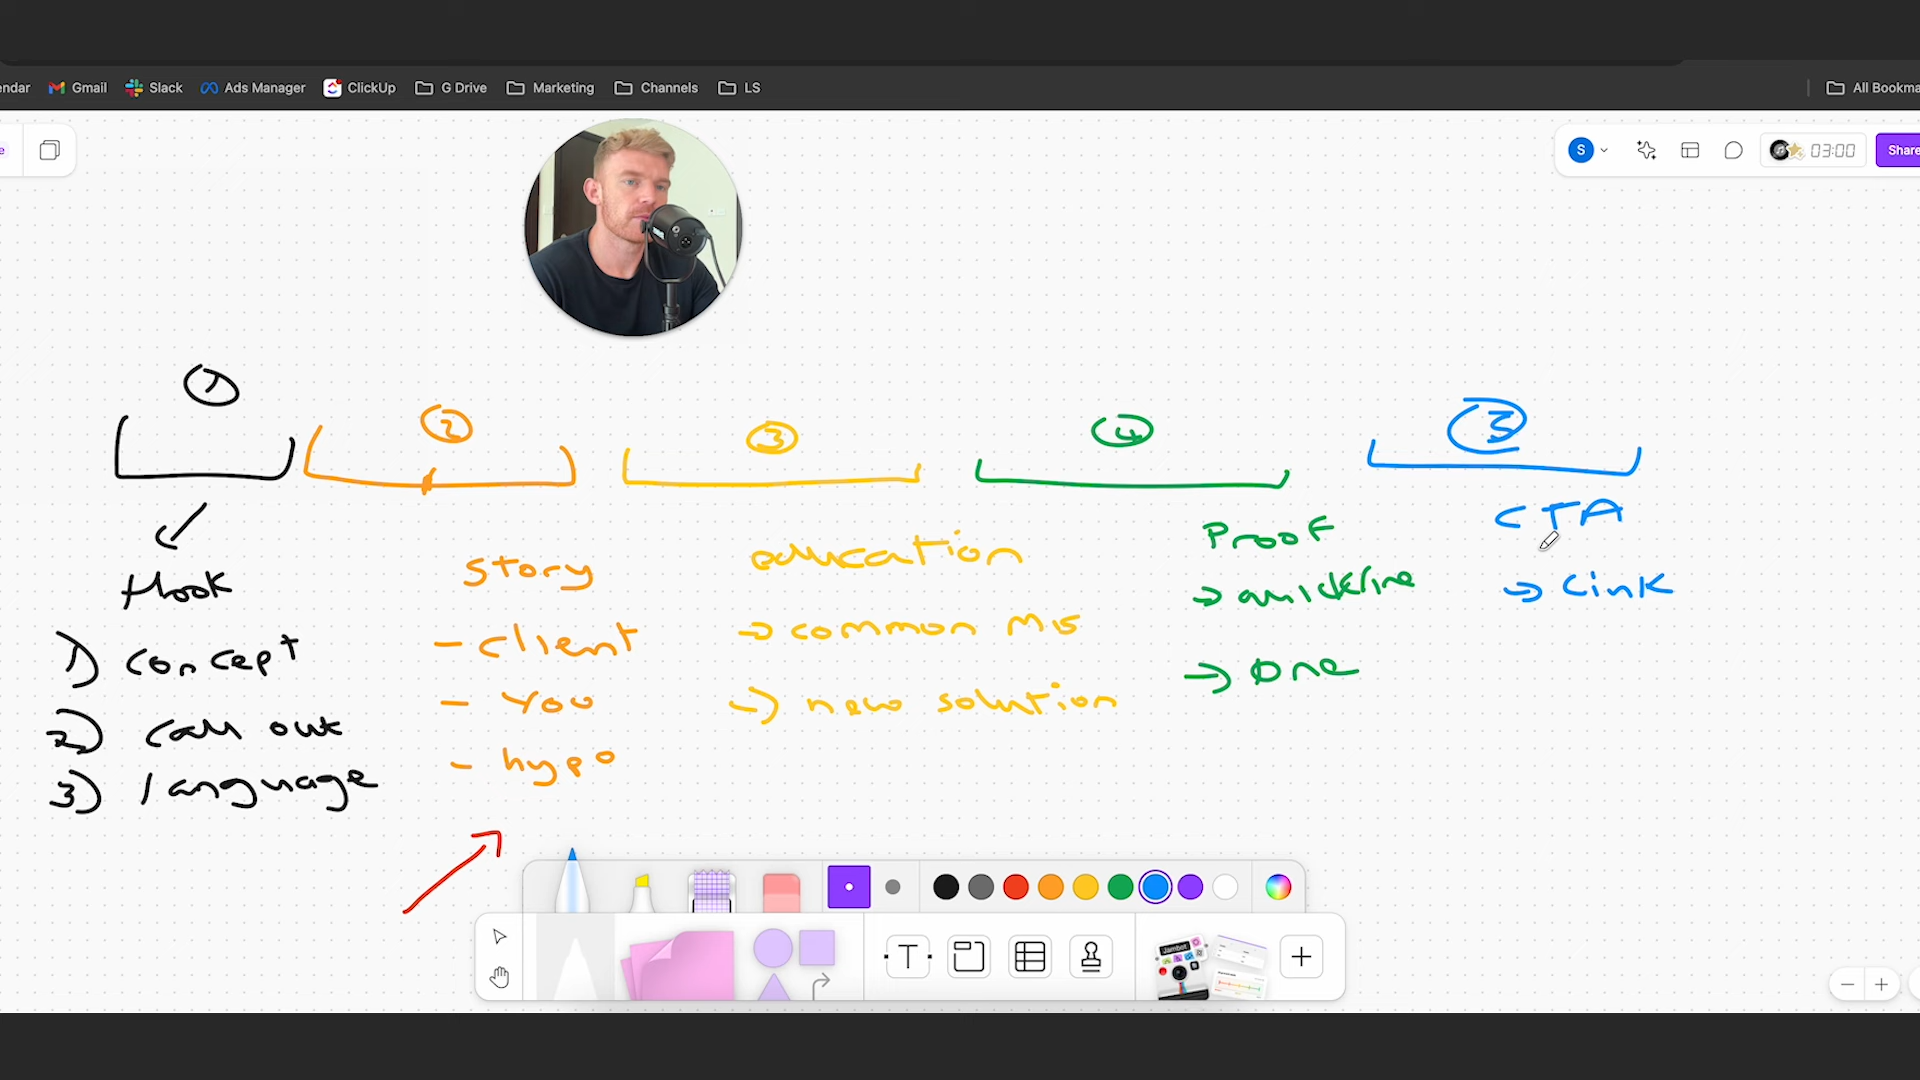 endar Gmail Slack Ads Manager ClickUp G Drive Marketing Channels LS All Bookma
e
S 03:00 Share
1
Hook
1) concept
2) call out
3) language
2
story
- client
- you
- hypo
3
education
→ common mis
→ new solution
4
Proof
→ quickfire
→ one
5
CTA
→ Link
T
Jambot